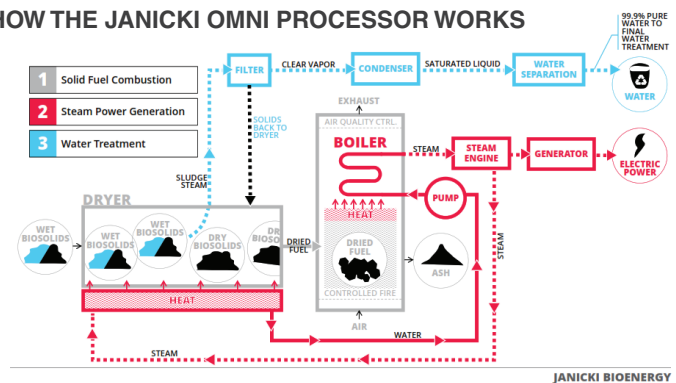 HOW THE JANICKI OMNI PROCESSOR WORKS
99.9% PURE
WATER TO
FINAL
WATER
TREATMENT
1 Solid Fuel Combustion
2 Steam Power Generation
3 Water Treatment
FILTER
CLEAR VAPOR
CONDENSER
SATURATED LIQUID
WATER
SEPARATION
WATER
SOLIDS
BACK TO
DRYER
EXHAUST
AIR QUALITY CTRL.
BOILER
STEAM
STEAM
ENGINE
GENERATOR
ELECTRIC
POWER
SLUDGE
STEAM
PUMP
DRYER
HEAT
WET
BIOSOLIDS
WET
BIOSOLIDS
WET
BIOSOLIDS
DRY
BIOSOLIDS
DR
BIOSO
DRIED
FUEL
DRIED
FUEL
ASH
STEAM
CONTROLLED FIRE
HEAT
AIR
WATER
STEAM
JANICKI BIOENERGY